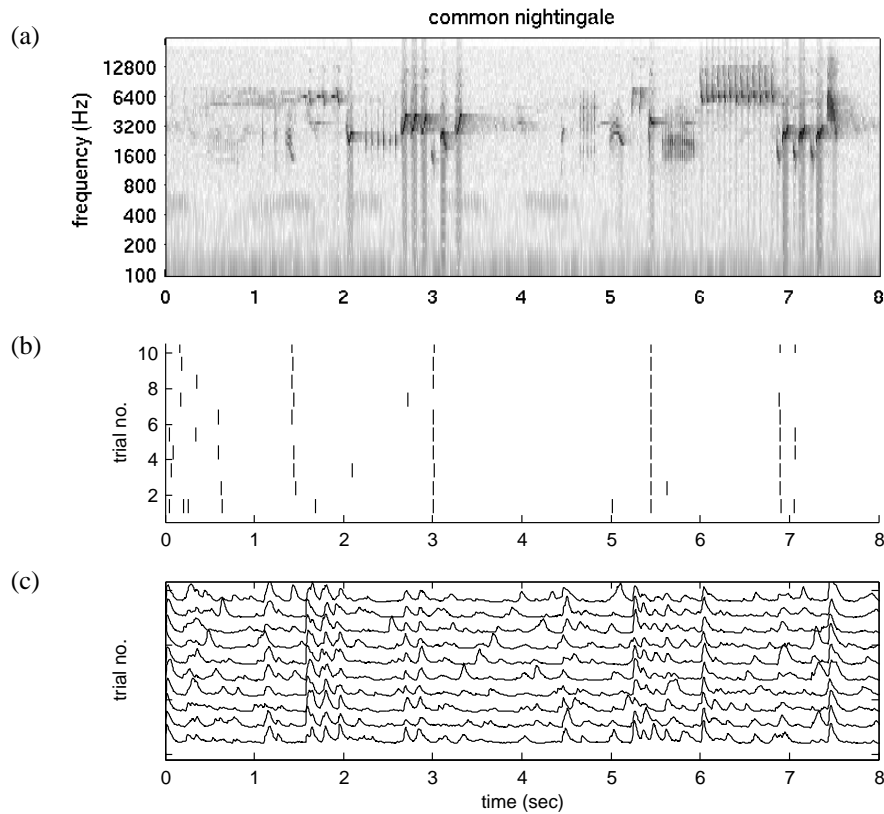 common nightingale
(a)
frequency (Hz)
12800
6400
3200
1600
800
400
200
100
0 1 2 3 4 5 6 7 8
(b)
trial no.
10
8
6
4
2
0 1 2 3 4 5 6 7 8
(c)
trial no.
0 1 2 3 4 5 6 7 8
time (sec)